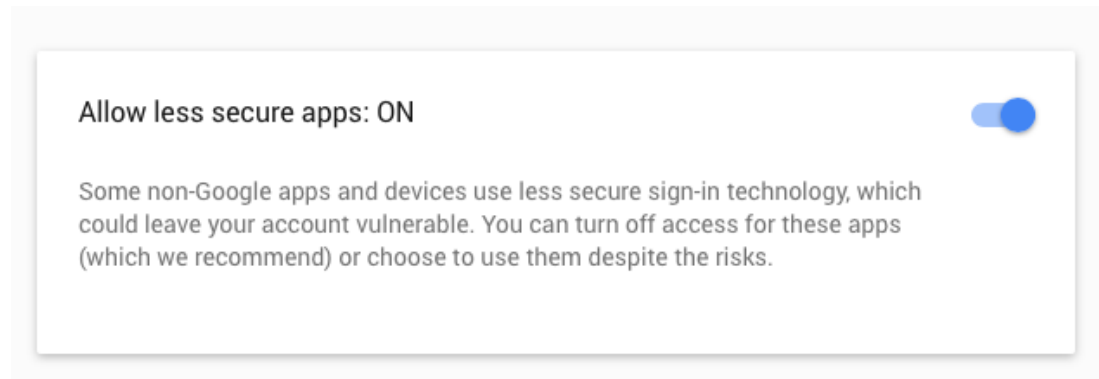 Allow less secure apps: ON
Some non-Google apps and devices use less secure sign-in technology, which
could leave your account vulnerable. You can turn off access for these apps
(which we recommend) or choose to use them despite the risks.